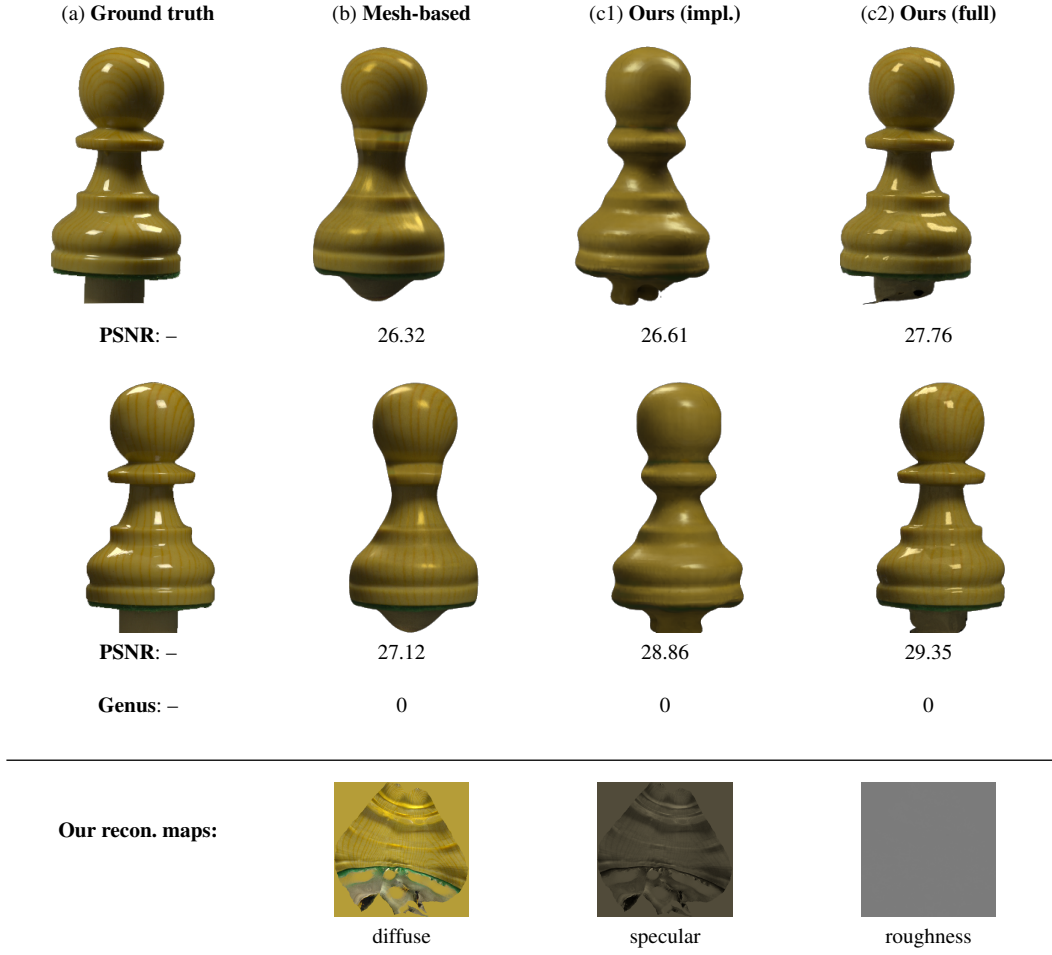 (a) Ground truth (b) Mesh-based (c1) Ours (impl.) (c2) Ours (full)
PSNR: – 26.32 26.61 27.76
PSNR: – 27.12 28.86 29.35
Genus: – 0 0 0
Our recon. maps:
diffuse specular roughness